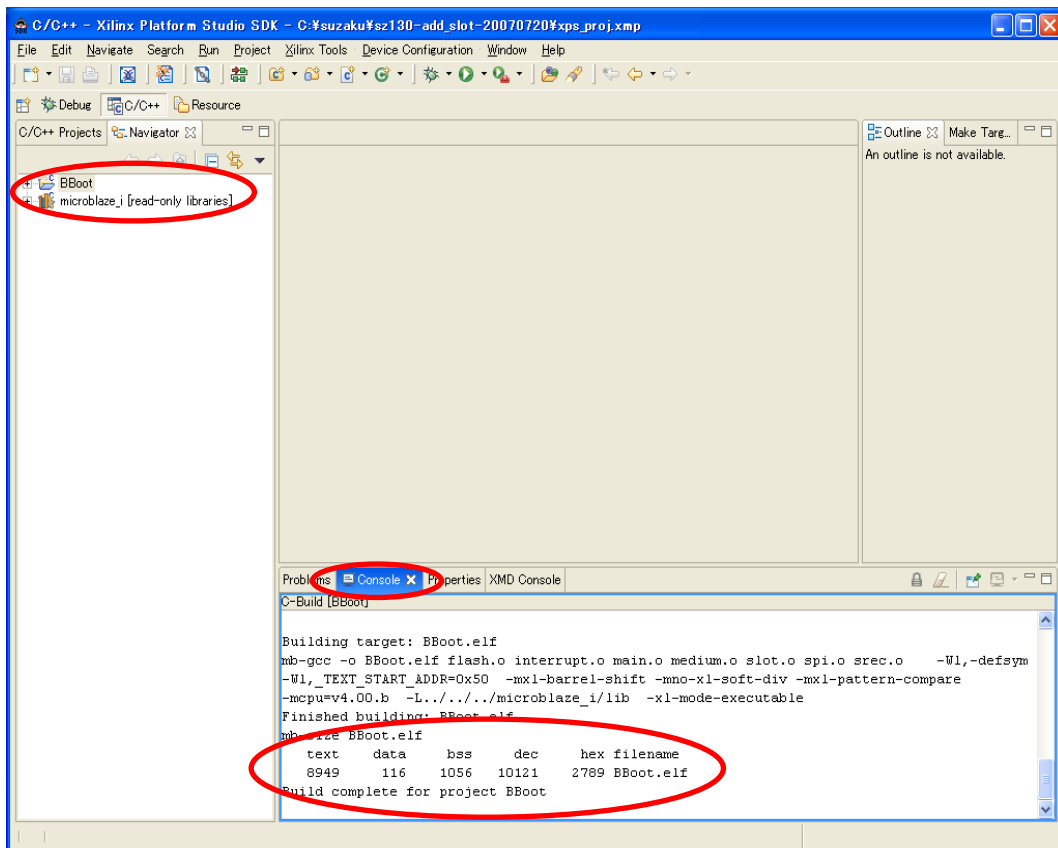 C/C++ - Xilinx Platform Studio SDK - C:¥suzaku¥sz130-add_slot-20070720¥xps_proj.xmp
File Edit Navigate Search Run Project Xilinx Tools Device Configuration Window Help
Debug C/C++ Resource
C/C++ Projects Navigator
Outline Make Targ...
An outline is not available.
BBoot
microblaze_i [read-only libraries]
Problems Console Properties XMD Console
C-Build [BBoot]
Building target: BBoot.elf
mb-gcc -o BBoot.elf flash.o interrupt.o main.o medium.o slot.o spi.o srec.o -Wl,-defsym
-Wl,_TEXT_START_ADDR=0x50 -mxl-barrel-shift -mno-xl-soft-div -mxl-pattern-compare
-mcpu=v4.00.b -L../../../microblaze_i/lib -xl-mode-executable
Finished building: BBoot.elf
mb-size BBoot.elf
text data bss dec hex filename
8949 116 1056 10121 2789 BBoot.elf
Build complete for project BBoot